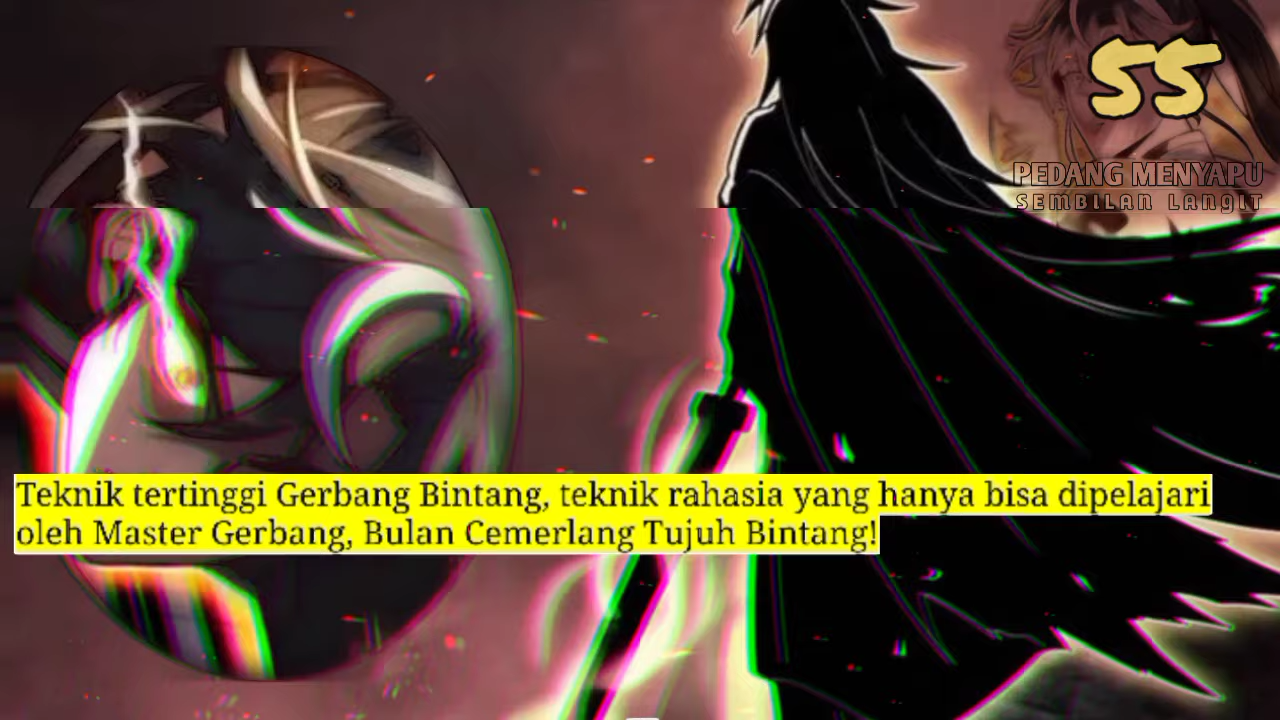 55
PEDANG MENYAPU
SEMBILAN LANGIT
Teknik tertinggi Gerbang Bintang, teknik rahasia yang hanya bisa dipelajari
oleh Master Gerbang, Bulan Cemerlang Tujuh Bintang!